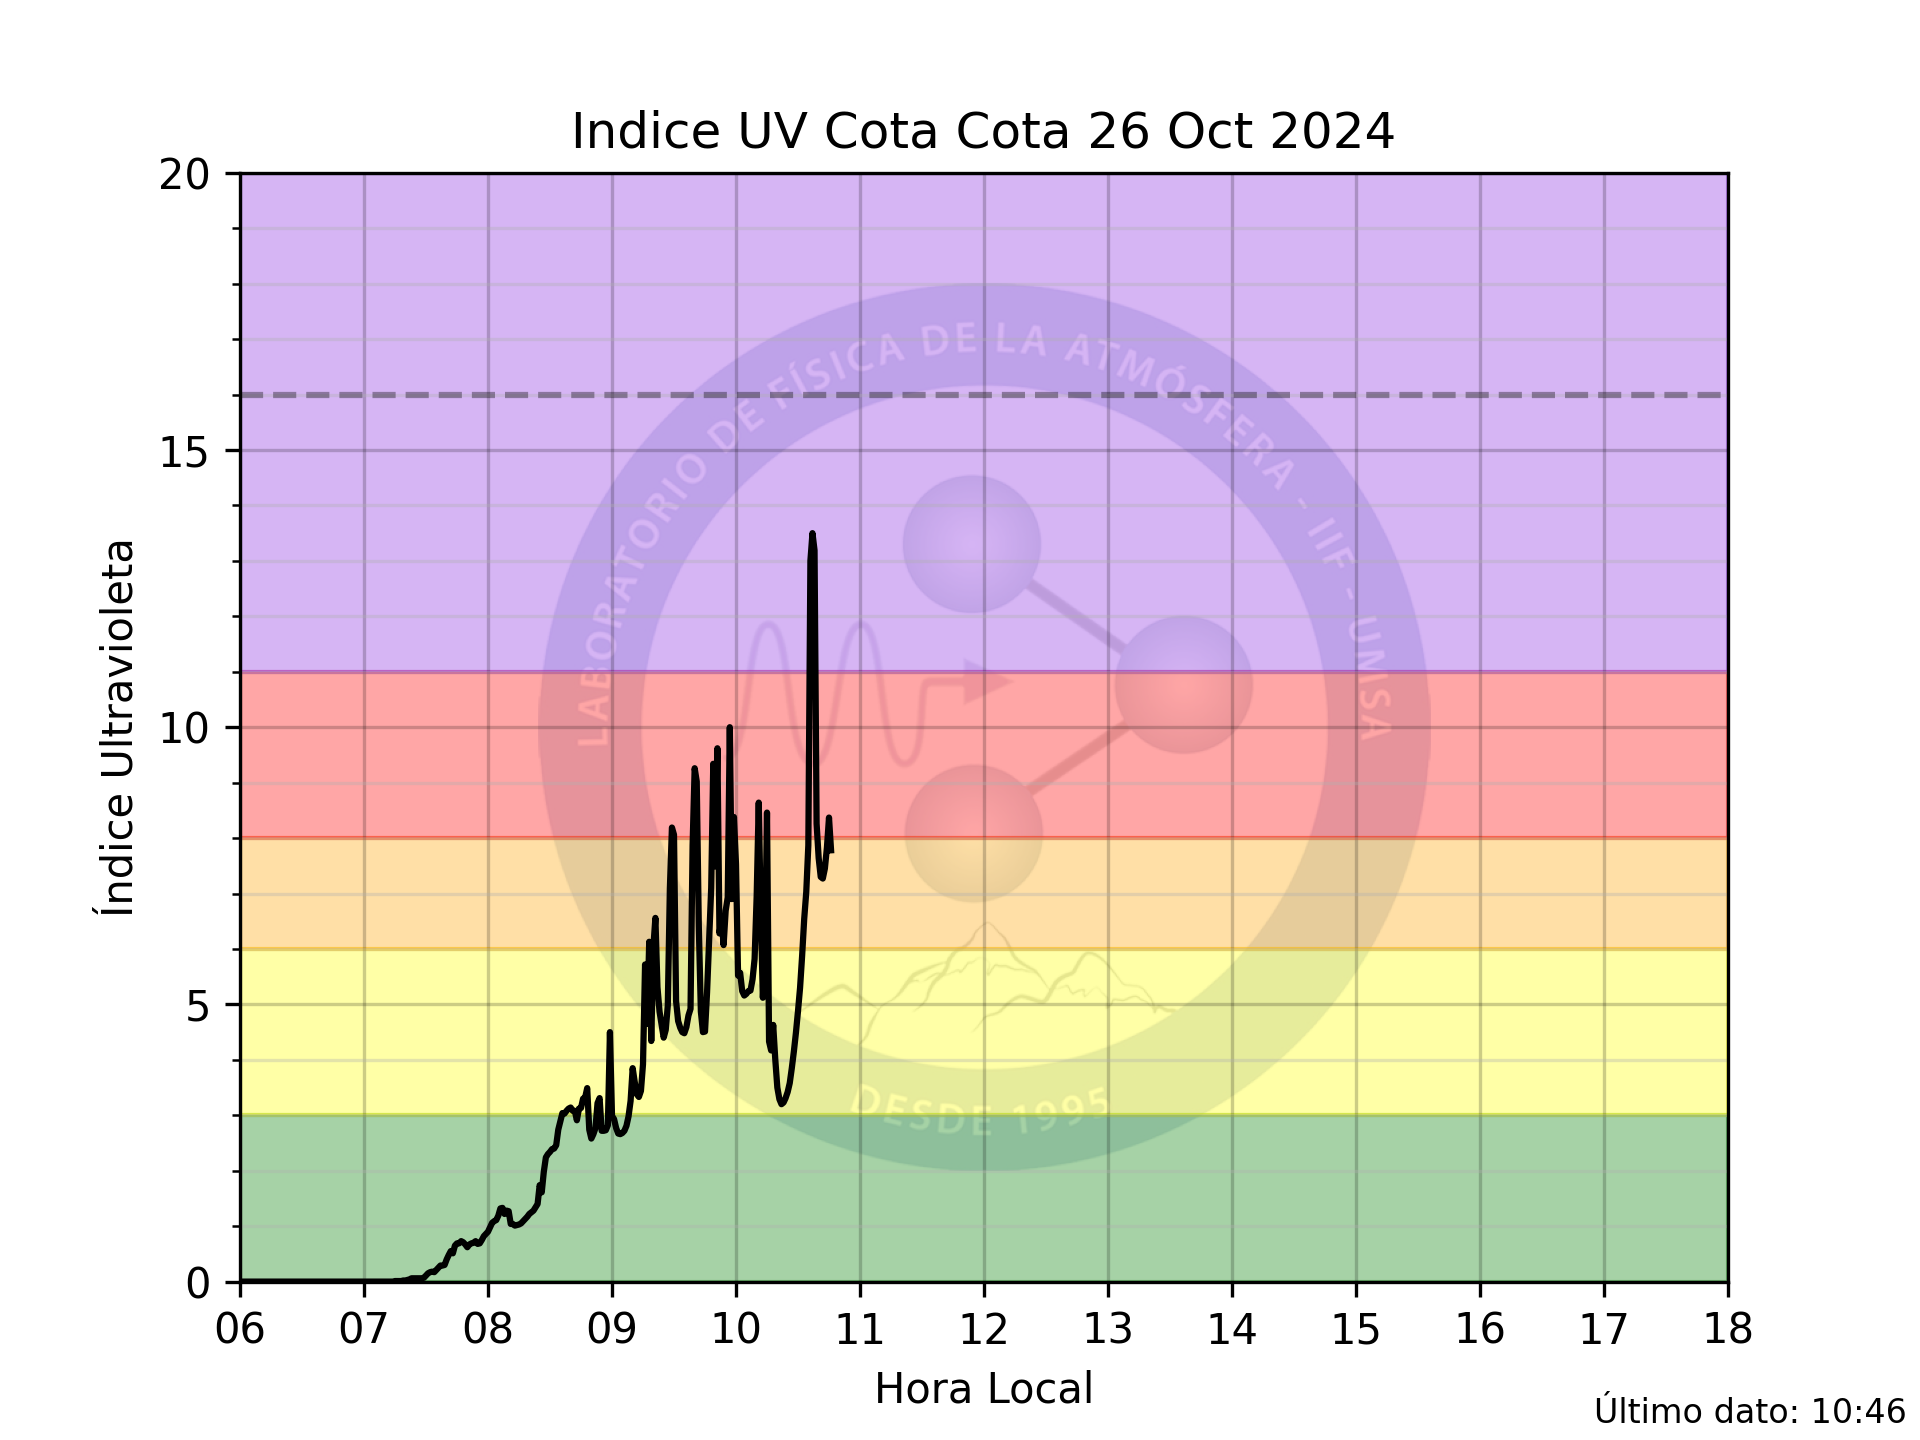 Indice UV Cota Cota 26 Oct 2024
20
15
10
5
0
Índice Ultravioleta
LABORATORIO DE FÍSICA DE LA ATMÓSFERA - IIF - UMSA
DESDE 1995
06 07 08 09 10 11 12 13 14 15 16 17 18
Hora Local
Último dato: 10:46